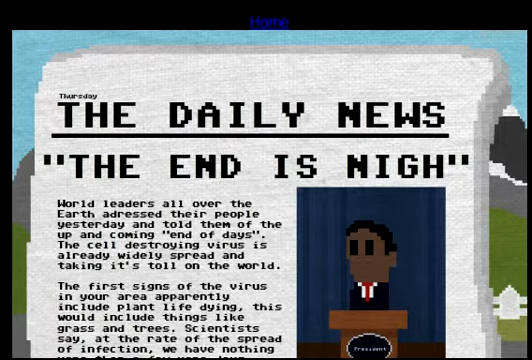 Home
Thursday
THE DAILY NEWS
"THE END IS NIGH"
World leaders all over the
Earth adressed their people
yesterday and told them of the
up and coming "end of days".
The cell destroying virus is
already widely spread and
taking it's toll on the world.
The first signs of the virus
in your area apparently
include plant life dying, this
would include things like
grass and trees. Scientists
say, at the rate of the spread
of infection, we have nothing
President